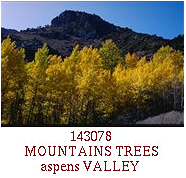 143078
MOUNTAINS TREES
aspens VALLEY